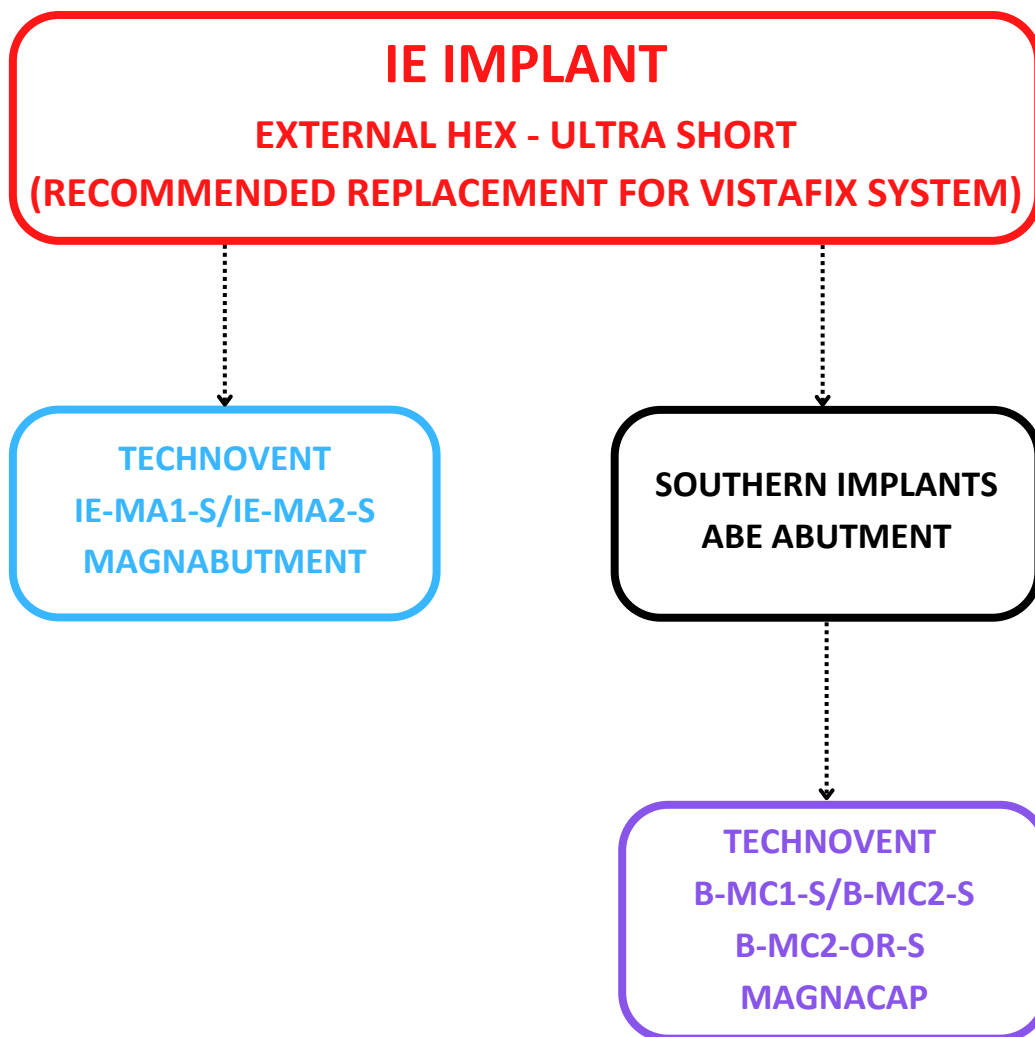 IE IMPLANT
EXTERNAL HEX - ULTRA SHORT
(RECOMMENDED REPLACEMENT FOR VISTAFIX SYSTEM)
TECHNOVENT
IE-MA1-S/IE-MA2-S
MAGNABUTMENT
SOUTHERN IMPLANTS
ABE ABUTMENT
TECHNOVENT
B-MC1-S/B-MC2-S
B-MC2-OR-S
MAGNACAP